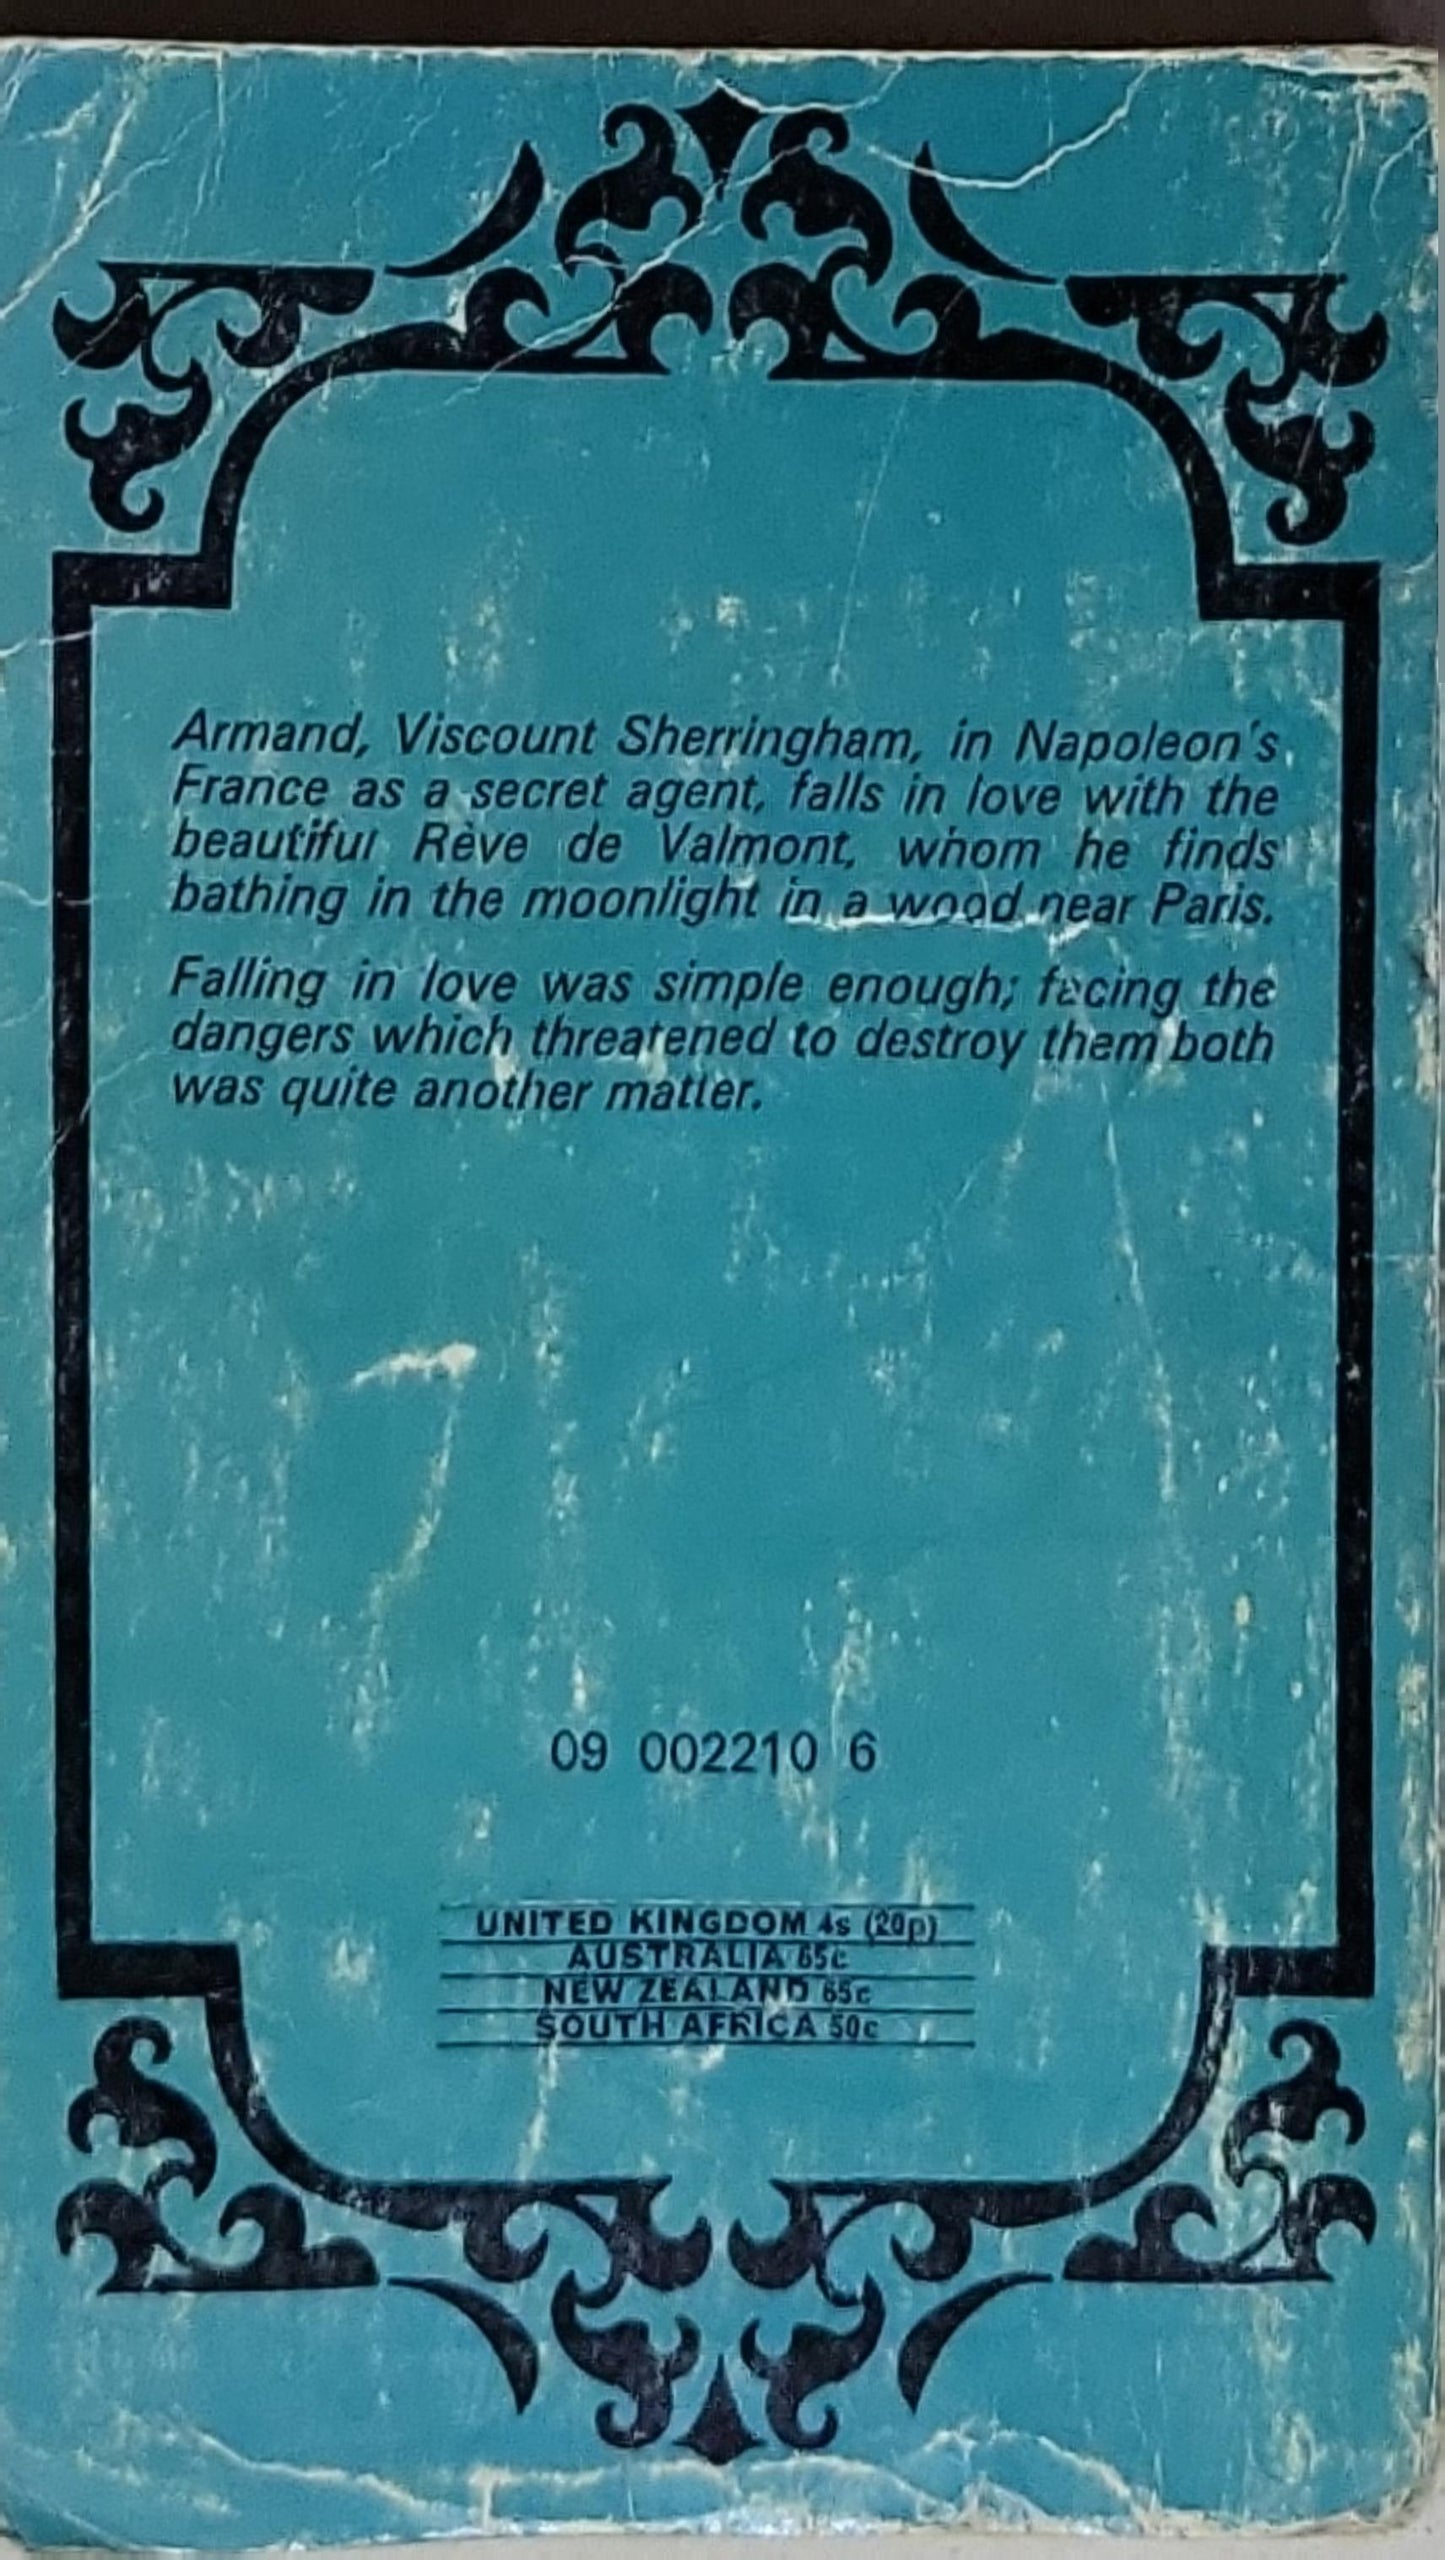 Armand, Viscount Sherringham, in Napoleon's
France as a secret agent, falls in love with the
beautiful Rève de Valmont, whom he finds
bathing in the moonlight in a wood near Paris.
Falling in love was simple enough; facing the
dangers which threatened to destroy them both
was quite another matter.
09 002210 6
UNITED KINGDOM 4s (20p)
AUSTRALIA 65c
NEW ZEALAND 65c
SOUTH AFRICA 50c